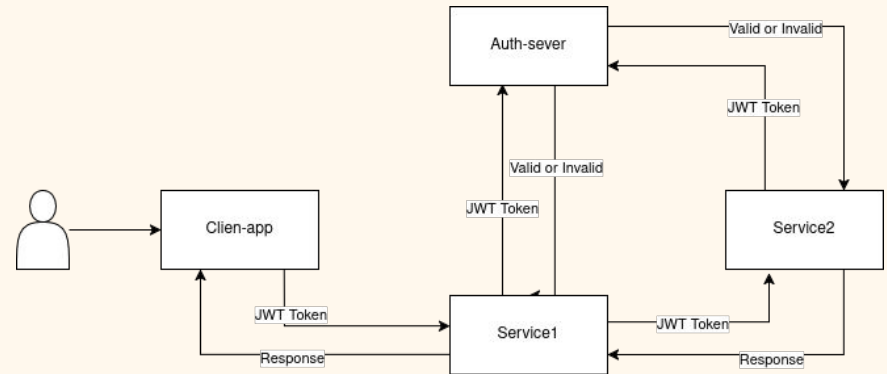 Auth-sever
Valid or Invalid
JWT Token
Valid or Invalid
JWT Token
Clien-app
Service2
JWT Token
Service1
JWT Token
Response
Response